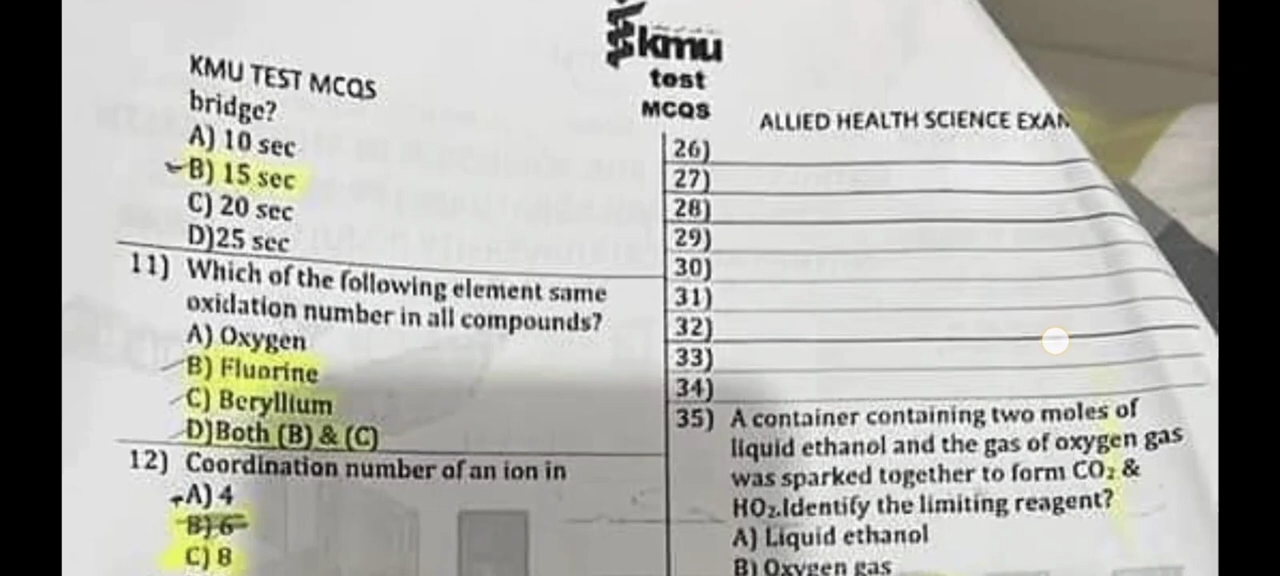 kmu
test
MCQS
KMU TEST MCQS
bridge?
A) 10 sec
B) 15 sec
C) 20 sec
D)25 sec
11) Which of the following element same
oxidation number in all compounds?
A) Oxygen
B) Fluorine
C) Beryllium
D)Both (B) & (C)
12) Coordination number of an ion in
A) 4
B) 6
C) 8
ALLIED HEALTH SCIENCE EXAM
26)
27)
28)
29)
30)
31)
32)
33)
34)
35) A container containing two moles of
liquid ethanol and the gas of oxygen gas
was sparked together to form CO₂ &
HO₂.Identify the limiting reagent?
A) Liquid ethanol
B) Oxygen gas